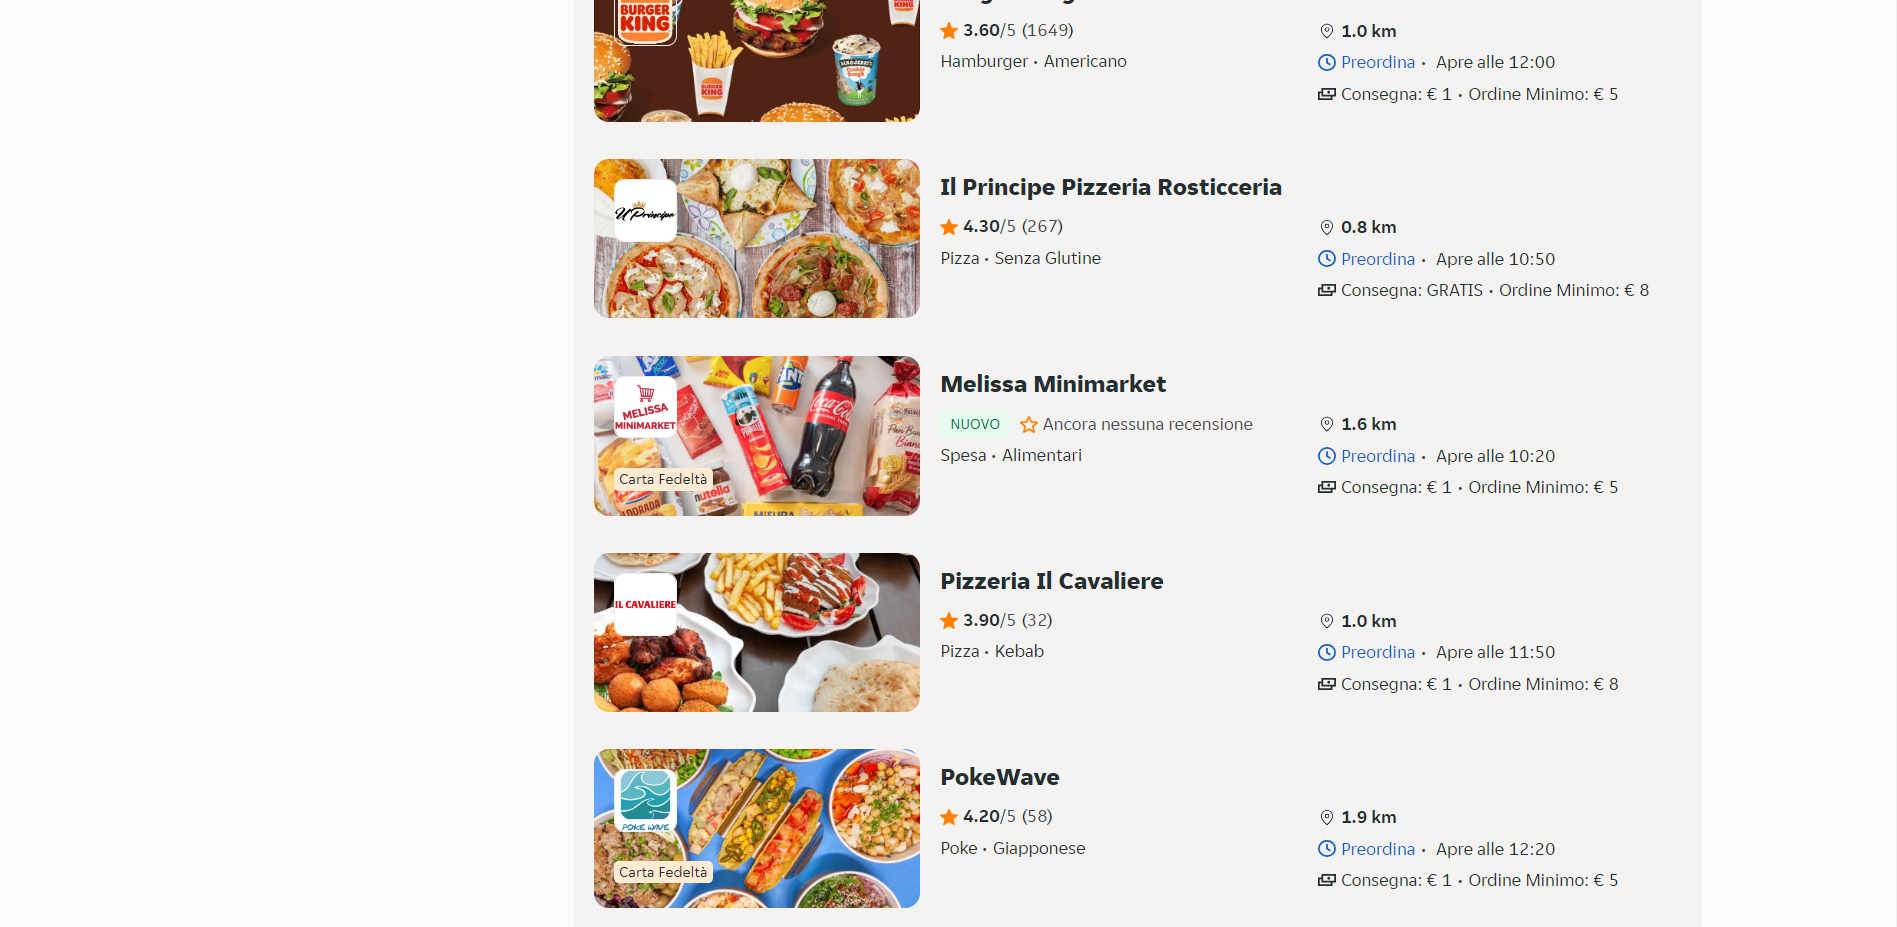 BURGER
KING
3.60/5 (1649)
Hamburger • Americano
1.0 km
Preordina • Apre alle 12:00
Consegna: € 1 • Ordine Minimo: € 5
Il Principe Pizzeria Rosticceria
4.30/5 (267)
Pizza • Senza Glutine
0.8 km
Preordina • Apre alle 10:50
Consegna: GRATIS • Ordine Minimo: € 8
MELISSA
MINIMARKET
Carta Fedeltà
Melissa Minimarket
NUOVO Ancora nessuna recensione
Spesa • Alimentari
1.6 km
Preordina • Apre alle 10:20
Consegna: € 1 • Ordine Minimo: € 5
IL CAVALIERE
Pizzeria Il Cavaliere
3.90/5 (32)
Pizza • Kebab
1.0 km
Preordina • Apre alle 11:50
Consegna: € 1 • Ordine Minimo: € 8
POKE WAVE
Carta Fedeltà
PokeWave
4.20/5 (58)
Poke • Giapponese
1.9 km
Preordina • Apre alle 12:20
Consegna: € 1 • Ordine Minimo: € 5